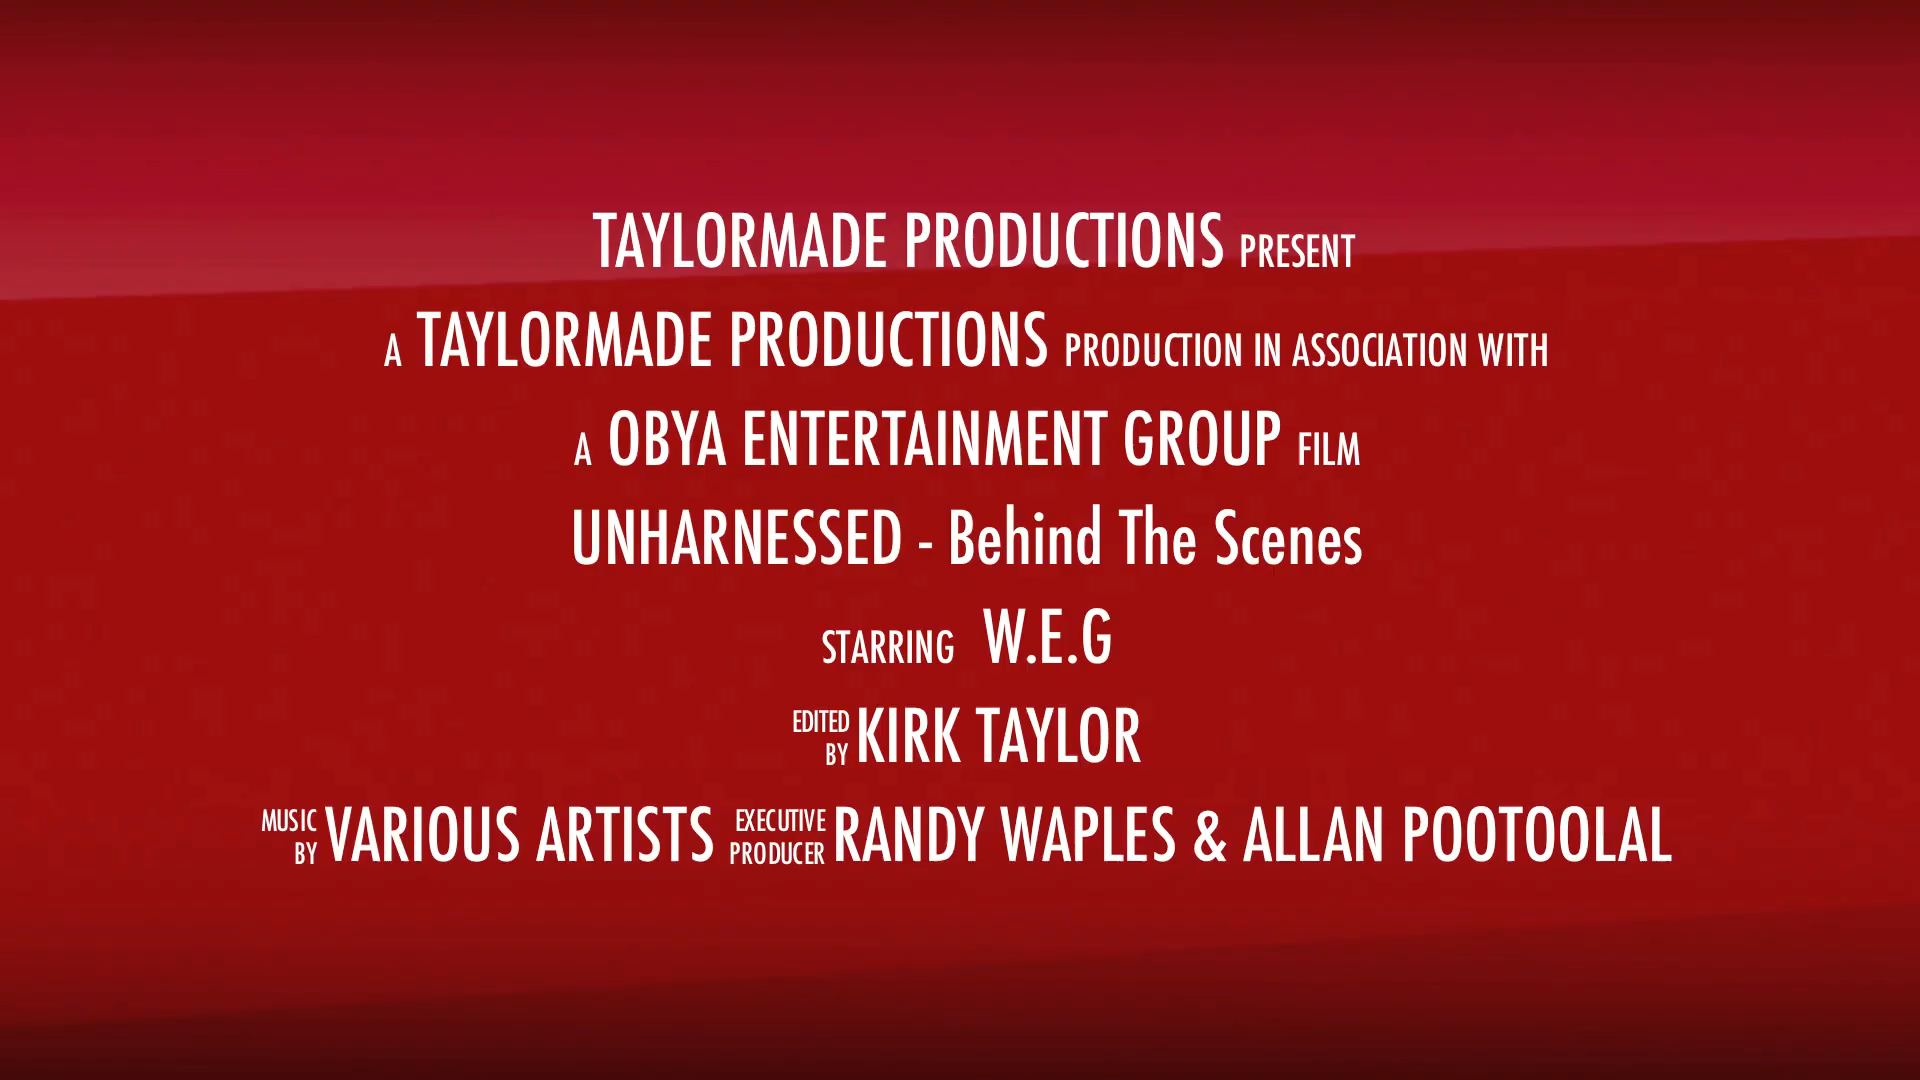 TAYLORMADE PRODUCTIONS PRESENT
A TAYLORMADE PRODUCTIONS PRODUCTION IN ASSOCIATION WITH
A OBYA ENTERTAINMENT GROUP FILM
UNHARNESSED - Behind The Scenes
STARRING W.E.G
EDITED BY KIRK TAYLOR
MUSIC BY VARIOUS ARTISTS EXECUTIVE PRODUCER RANDY WAPLES & ALLAN POOTOOLAL